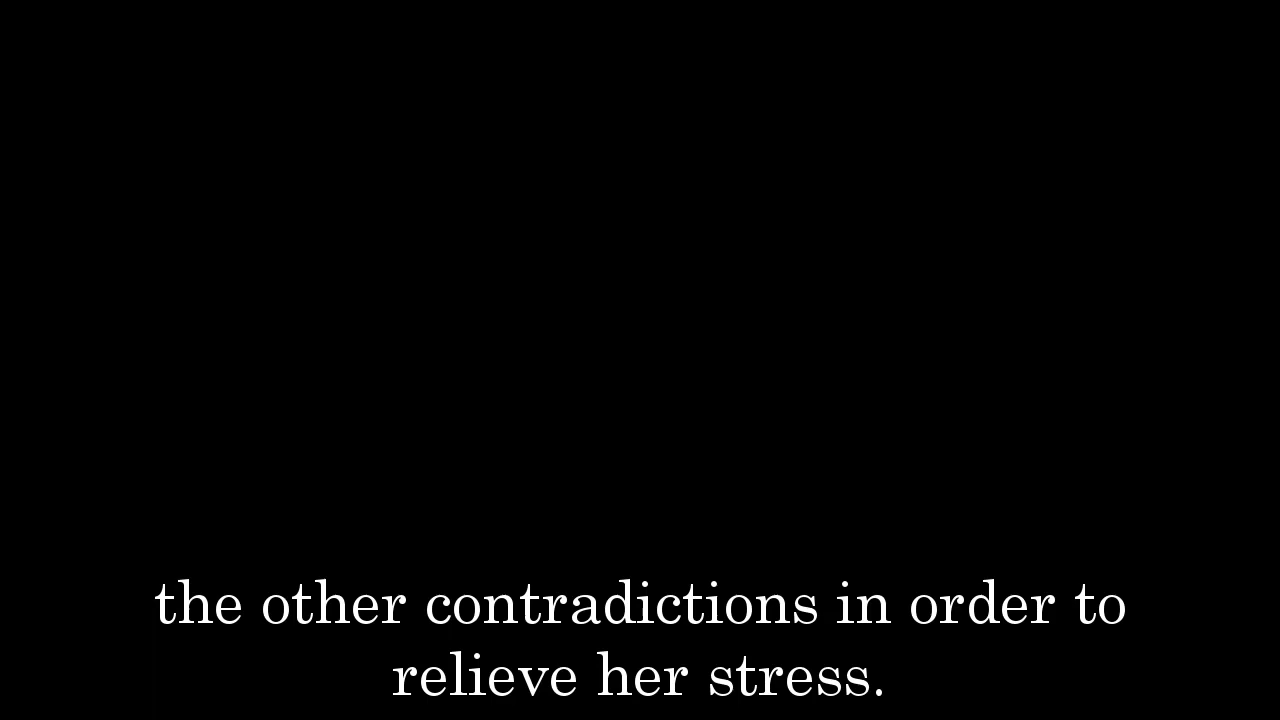 the other contradictions in order to
relieve her stress.